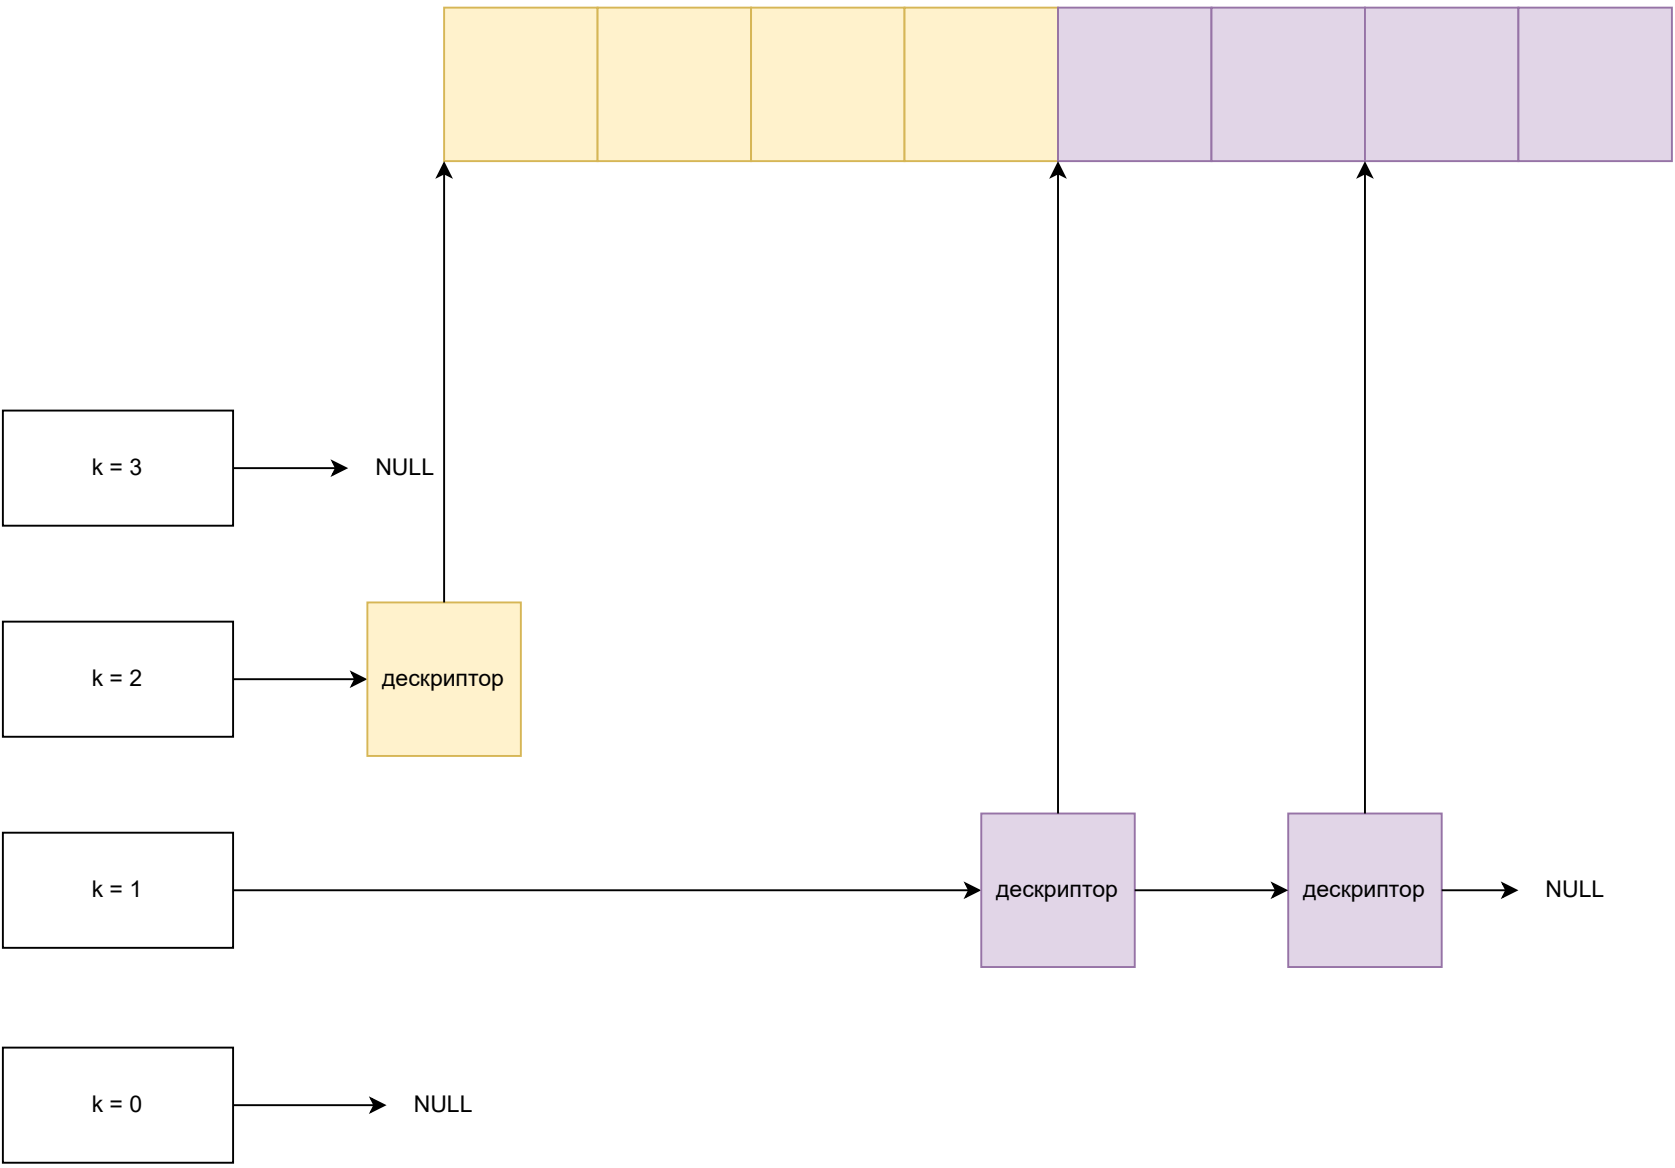 k = 3
NULL
k = 2
дескриптор
k = 1
дескриптор
дескриптор
NULL
k = 0
NULL